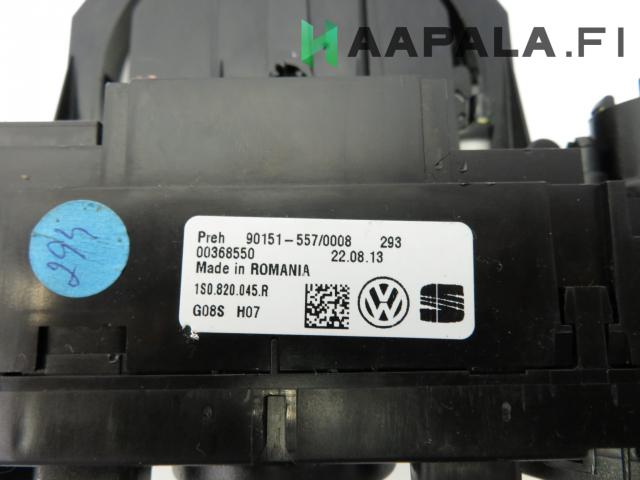 HAAPALA.FI
Preh 90151-557/0008 293
00368550 22.08.13
Made in ROMANIA
1S0.820.045.R
G08S H07
293